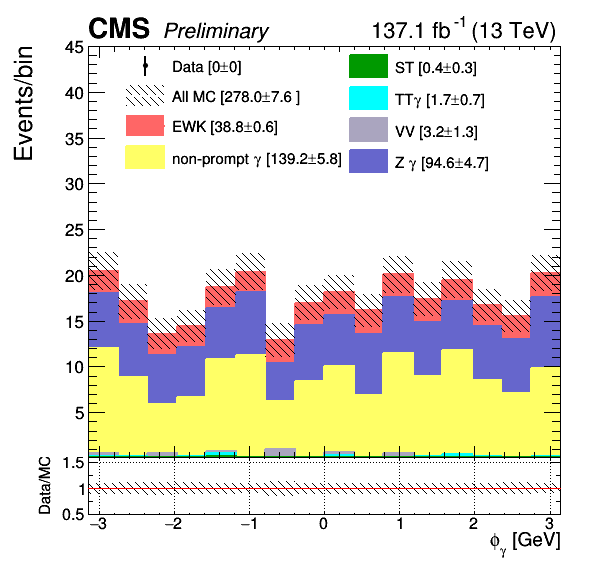 CMS Preliminary 137.1 fb⁻¹ (13 TeV)
Events/bin
45
40
35
30
25
20
15
10
5
Data [0±0]
All MC [278.0±7.6 ]
EWK [38.8±0.6]
non-prompt γ [139.2±5.8]
ST [0.4±0.3]
TTγ [1.7±0.7]
VV [3.2±1.3]
Z γ [94.6±4.7]
Data/MC
1.5
1
0.5
−3 −2 −1 0 1 2 3
ϕγ [GeV]